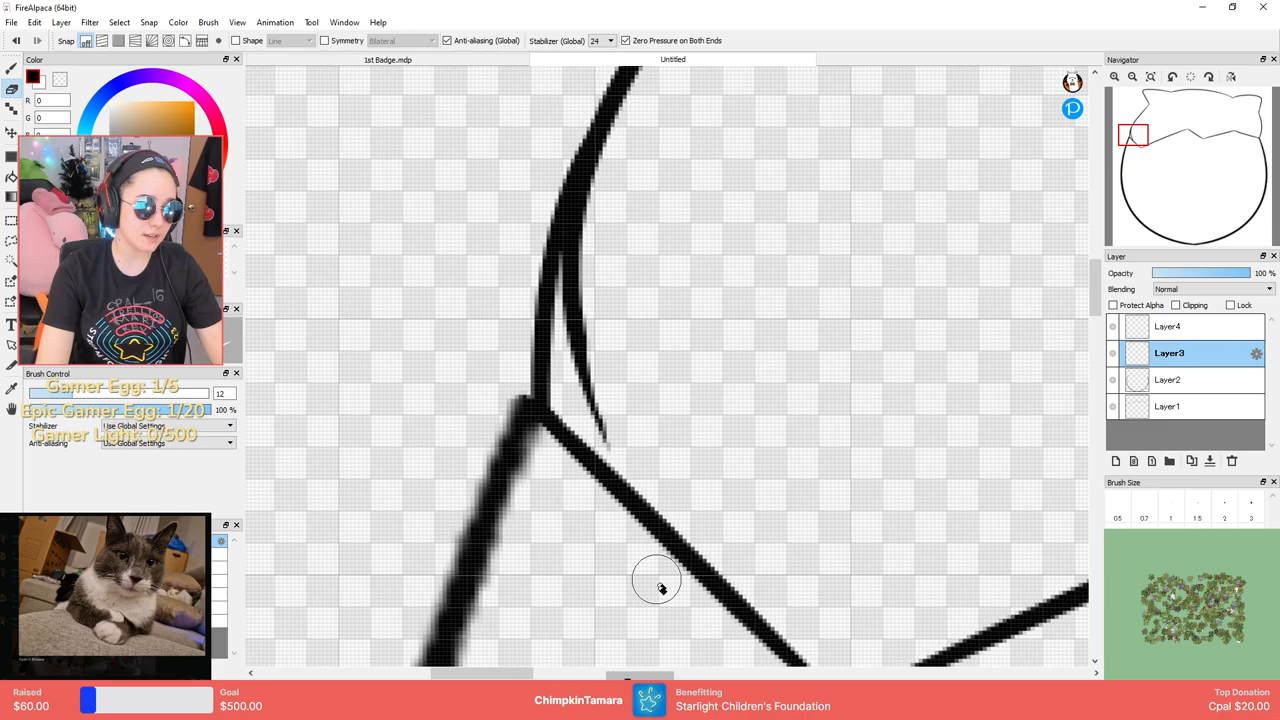 FireAlpaca (64bit)
File Edit Layer Filter Select Snap Color Brush View Animation Tool Window Help
Snap off Shape Line Symmetry Bilateral Anti-aliasing (Global) Stabilizer (Global) 24 Zero Pressure on Both Ends
Color
1st Badge.mdp Untitled
Navigator
R 0
G 0
CPAL_16
Brush Control
12
100 %
Stabilizer Use Global Settings
Anti-aliasing Use Global Settings
Gamer Egg: 1/5
Epic Gamer Egg: 1/20
Gamer Light: 0/500
Layer
Opacity 100 %
Blending Normal
Protect Alpha Clipping Lock
Layer4
Layer3
Layer2
Layer1
Brush Size
0.5 0.7 1 1.5 2 3
Raised
$60.00
Goal
$500.00
ChimpkinTamara
Benefitting
Starlight Children's Foundation
Top Donation
Cpal $20.00